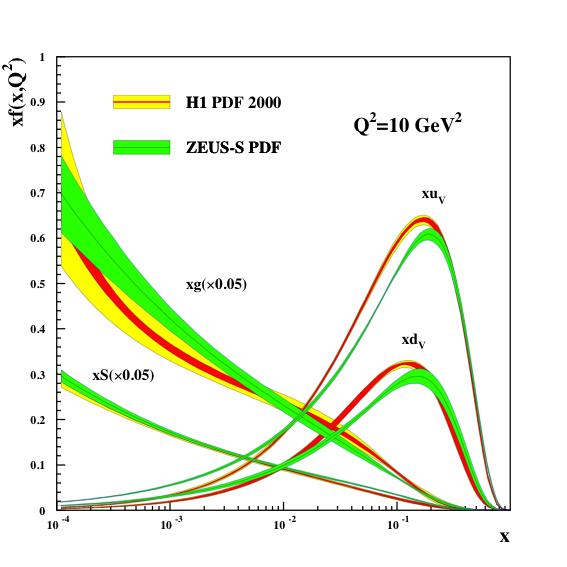 xf(x,Q²)
1
0.9
0.8
0.7
0.6
0.5
0.4
0.3
0.2
0.1
0
H1 PDF 2000
ZEUS-S PDF
Q²=10 GeV²
xu_V
xg(×0.05)
xd_V
xS(×0.05)
10⁻⁴
10⁻³
10⁻²
10⁻¹
x